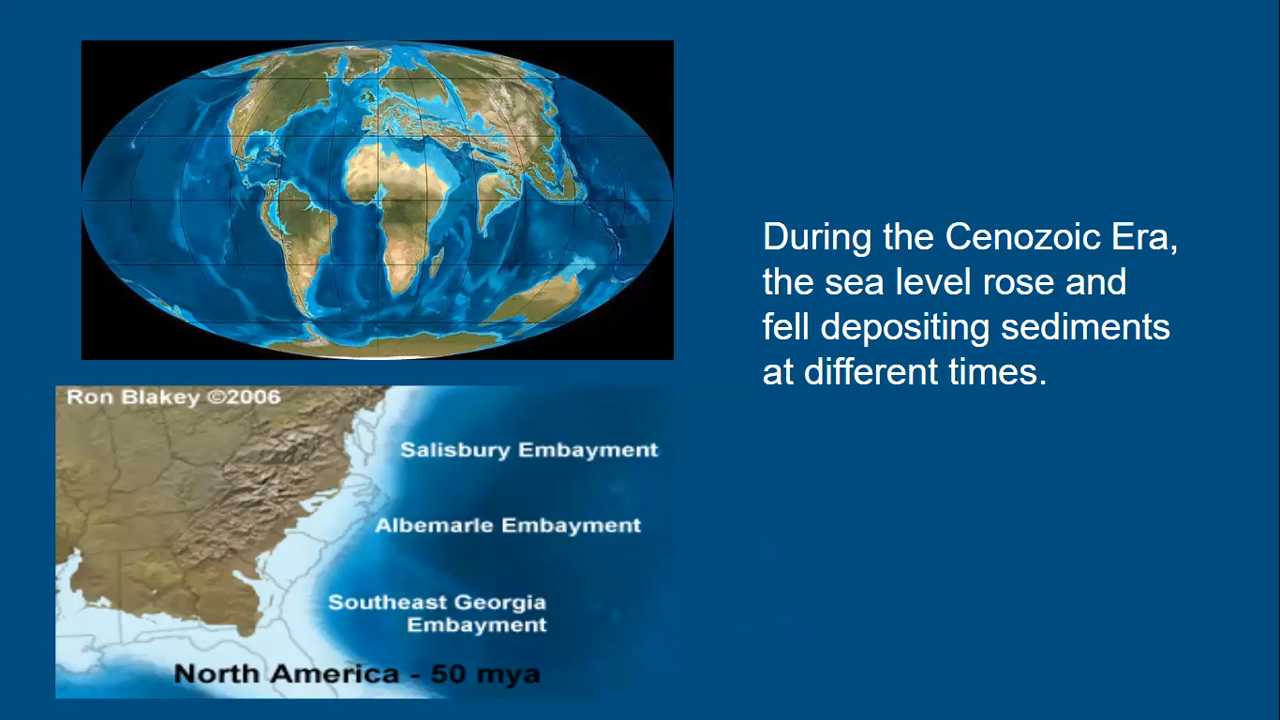 During the Cenozoic Era,
the sea level rose and
fell depositing sediments
at different times.
Ron Blakey ©2006
Salisbury Embayment
Albemarle Embayment
Southeast Georgia
Embayment
North America - 50 mya